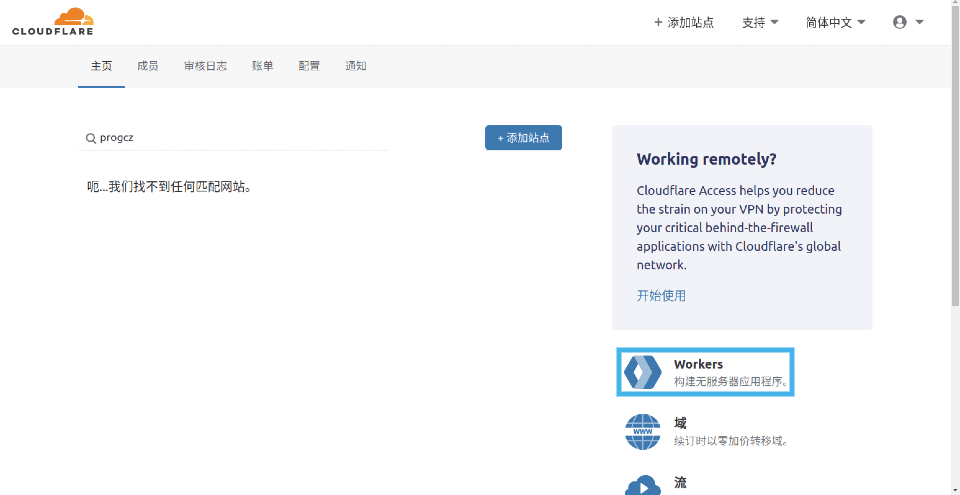 CLOUDFLARE
+ 添加站点
支持
简体中文
主页
成员
审核日志
账单
配置
通知
progcz
+ 添加站点
呃...我们找不到任何匹配网站。
Working remotely?
Cloudflare Access helps you reduce
the strain on your VPN by protecting
your critical behind-the-firewall
applications with Cloudflare's global
network.
开始使用
Workers
构建无服务器应用程序。
WWW
域
续订时以零加价转移域。
流